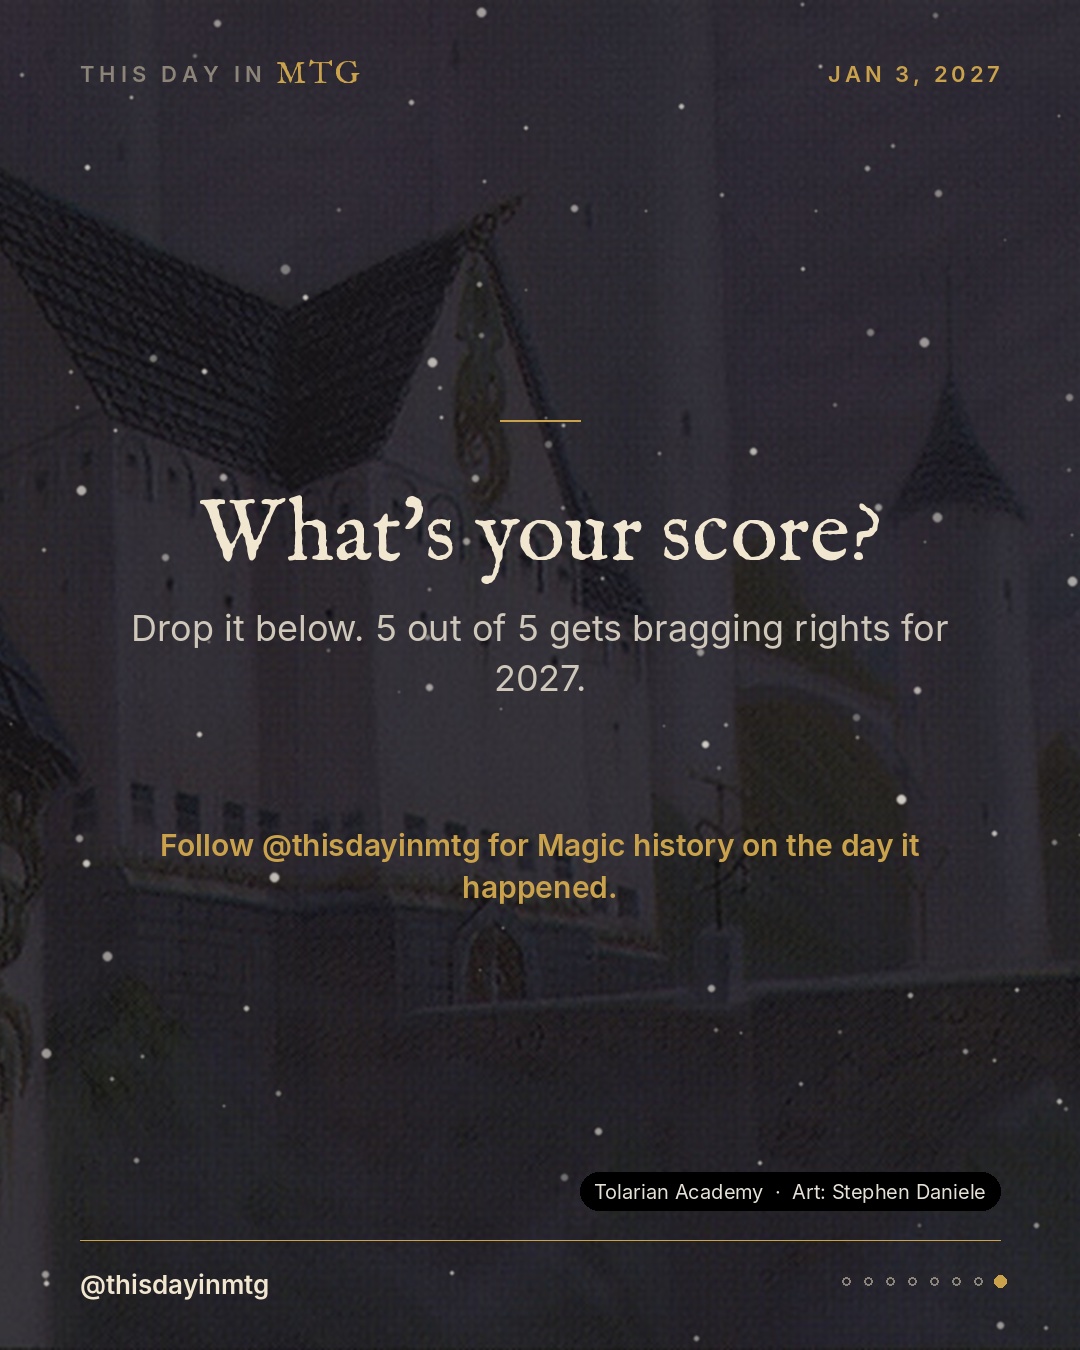 THIS DAY IN MTG
JAN 3, 2027
What's your score?
Drop it below. 5 out of 5 gets bragging rights for
2027.
Follow @thisdayinmtg for Magic history on the day it
happened.
Tolarian Academy · Art: Stephen Daniele
@thisdayinmtg